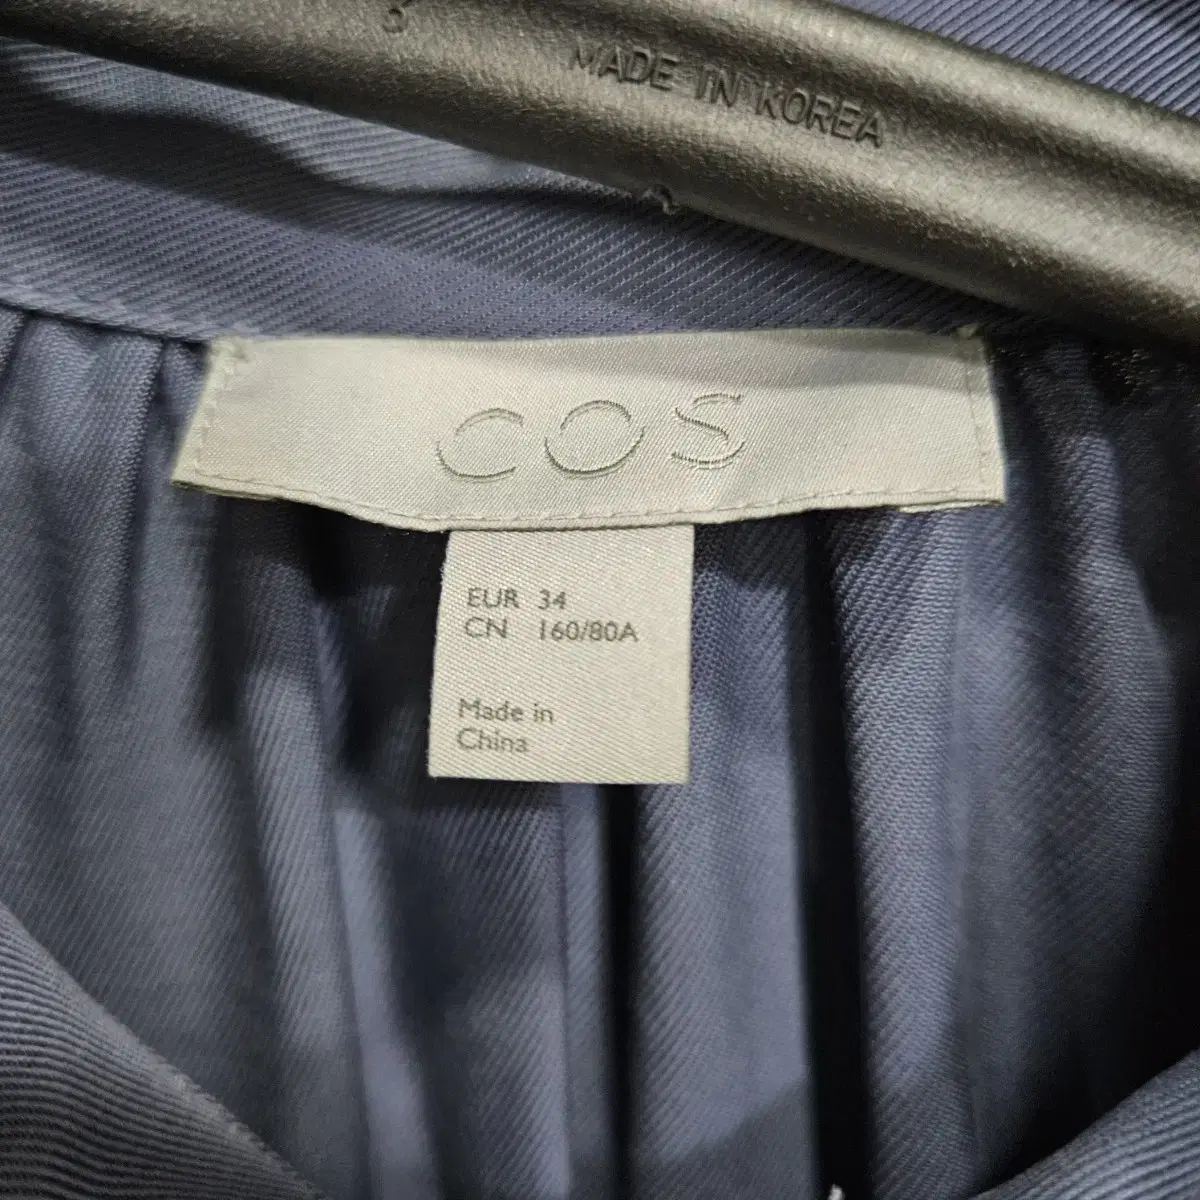 MADE IN KOREA
COS
EUR 34
CN 160/80A
Made in
China